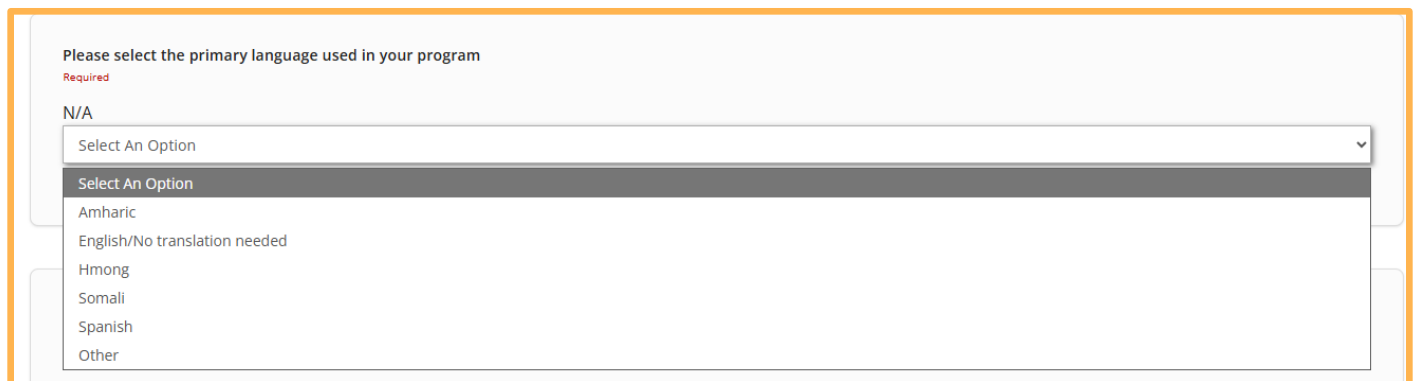 Please select the primary language used in your program
Required
N/A
Select An Option
Select An Option
Amharic
English/No translation needed
Hmong
Somali
Spanish
Other